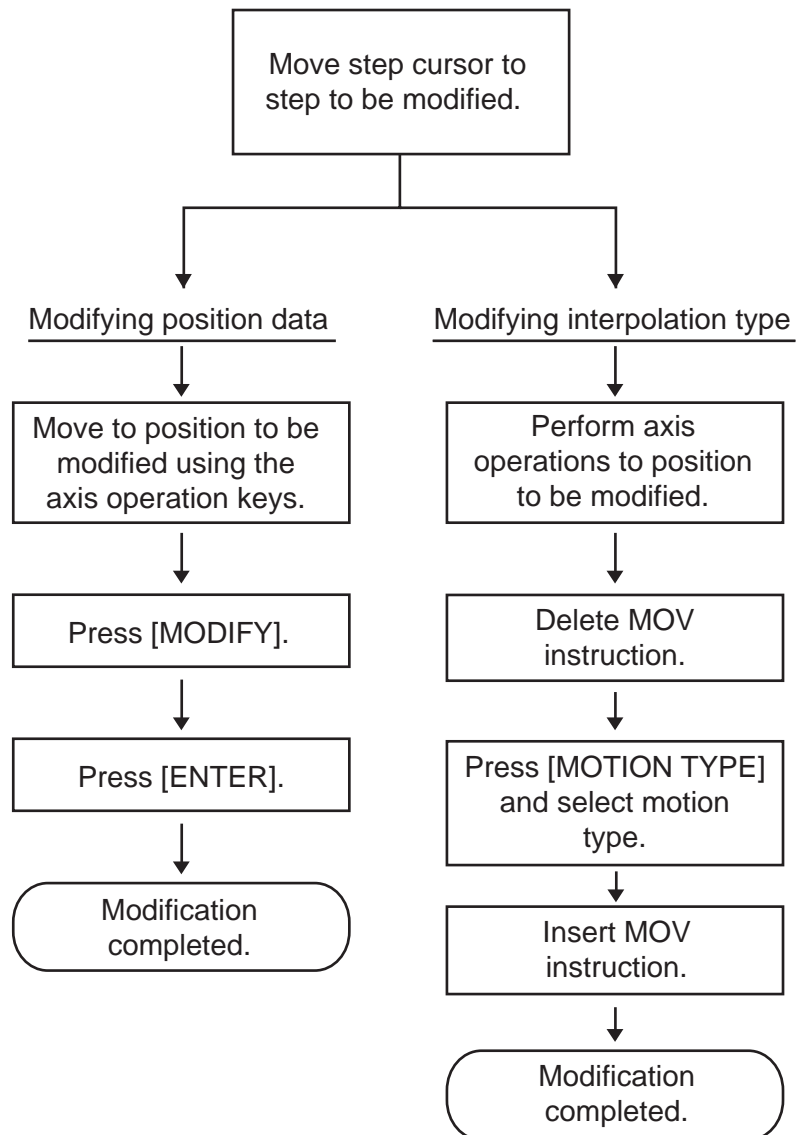 Move step cursor to
step to be modified.
Modifying position data
Move to position to be
modified using the
axis operation keys.
Press [MODIFY].
Press [ENTER].
Modification
completed.
Modifying interpolation type
Perform axis
operations to position
to be modified.
Delete MOV
instruction.
Press [MOTION TYPE]
and select motion
type.
Insert MOV
instruction.
Modification
completed.